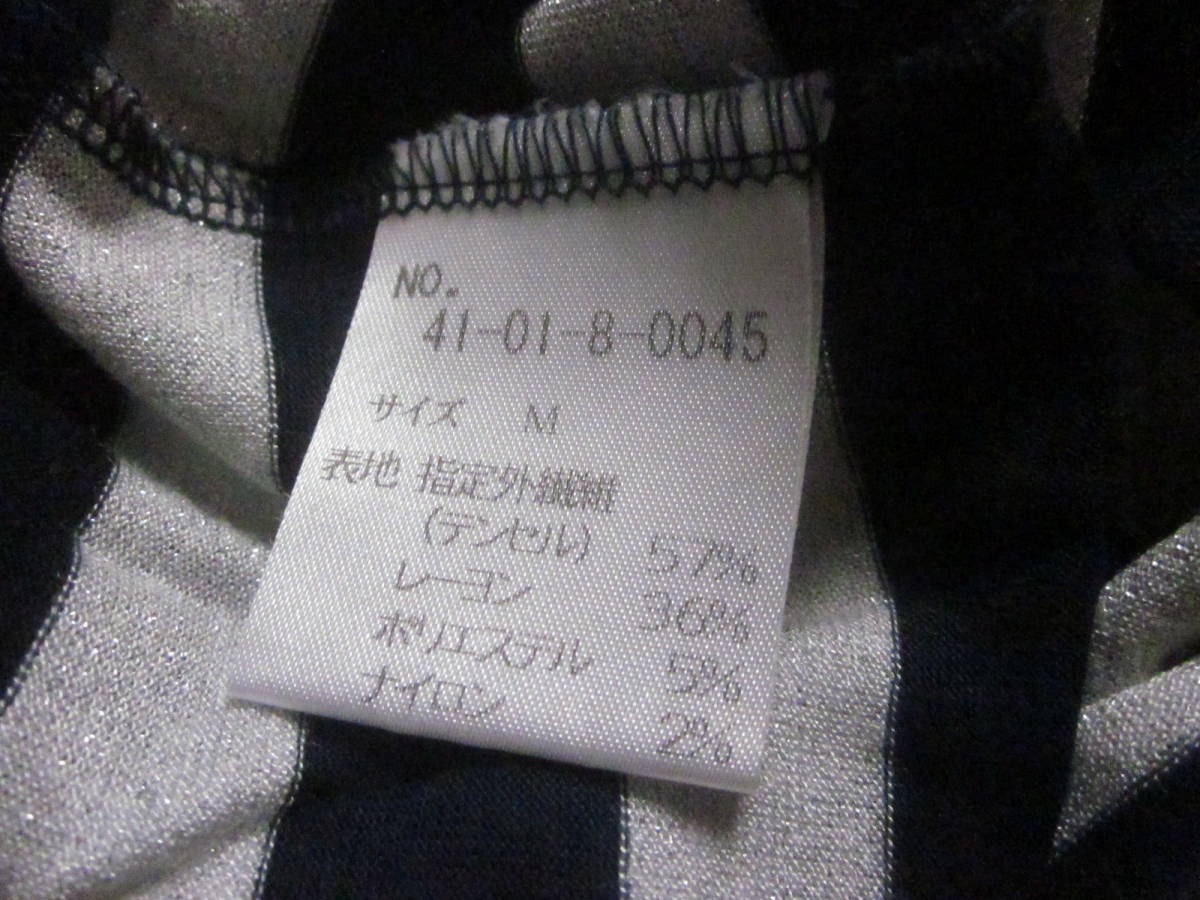 NO.
41-01-8-0045
サイズ M
表地 指定外繊維
(テンセル) 57%
レーヨン 36%
ポリエステル 5%
ナイロン 2%